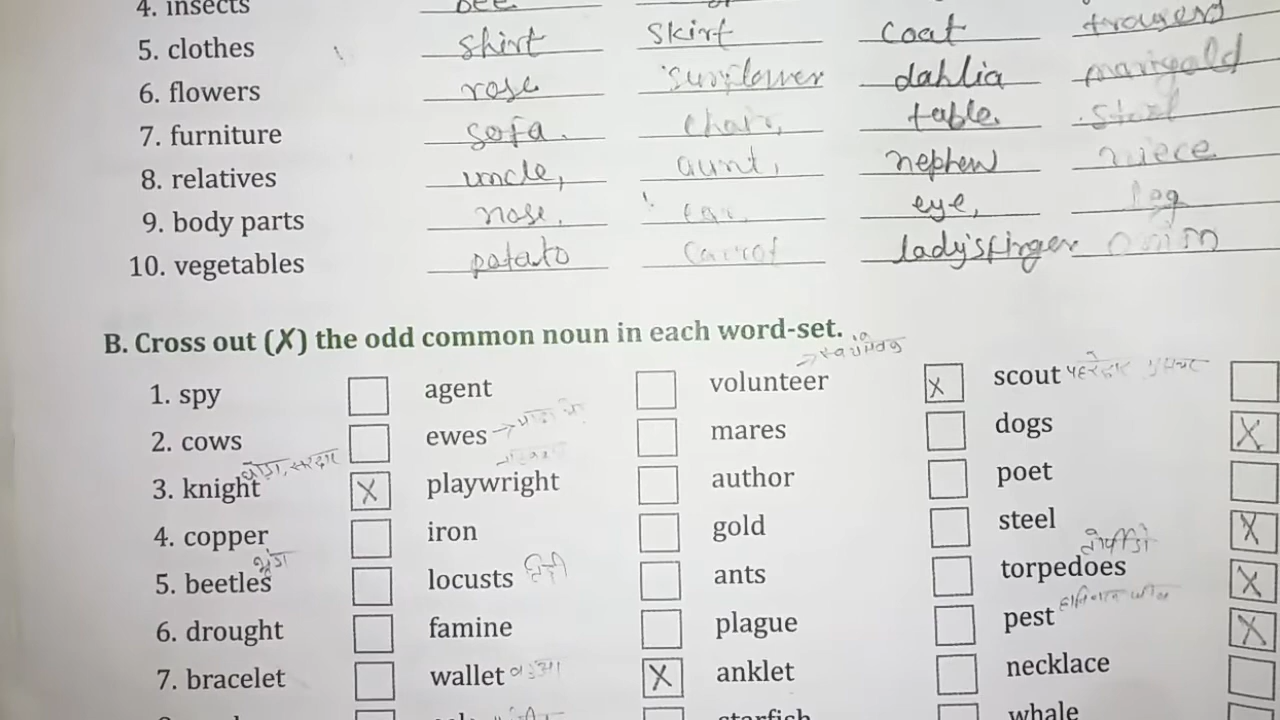 4. insects bee
5. clothes shirt skirt coat trousers
6. flowers rose sunflower dahlia marigold
7. furniture sofa. chair, table.
8. relatives uncle, aunt, nephew niece
9. body parts nose. ear. eye,
10. vegetables potato carrot lady'sfinger onion
B. Cross out (X) the odd common noun in each word-set.
1. spy agent volunteer X scout
2. cows ewes mares dogs X
3. knight X playwright author poet
4. copper iron gold steel X
5. beetles locusts ants torpedoes X
6. drought famine plague pest X
7. bracelet wallet X anklet necklace
starfish whale